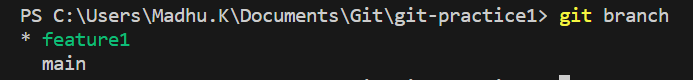 PS C:\Users\Madhu.K\Documents\Git\git-practice1> git branch
* feature1
  main